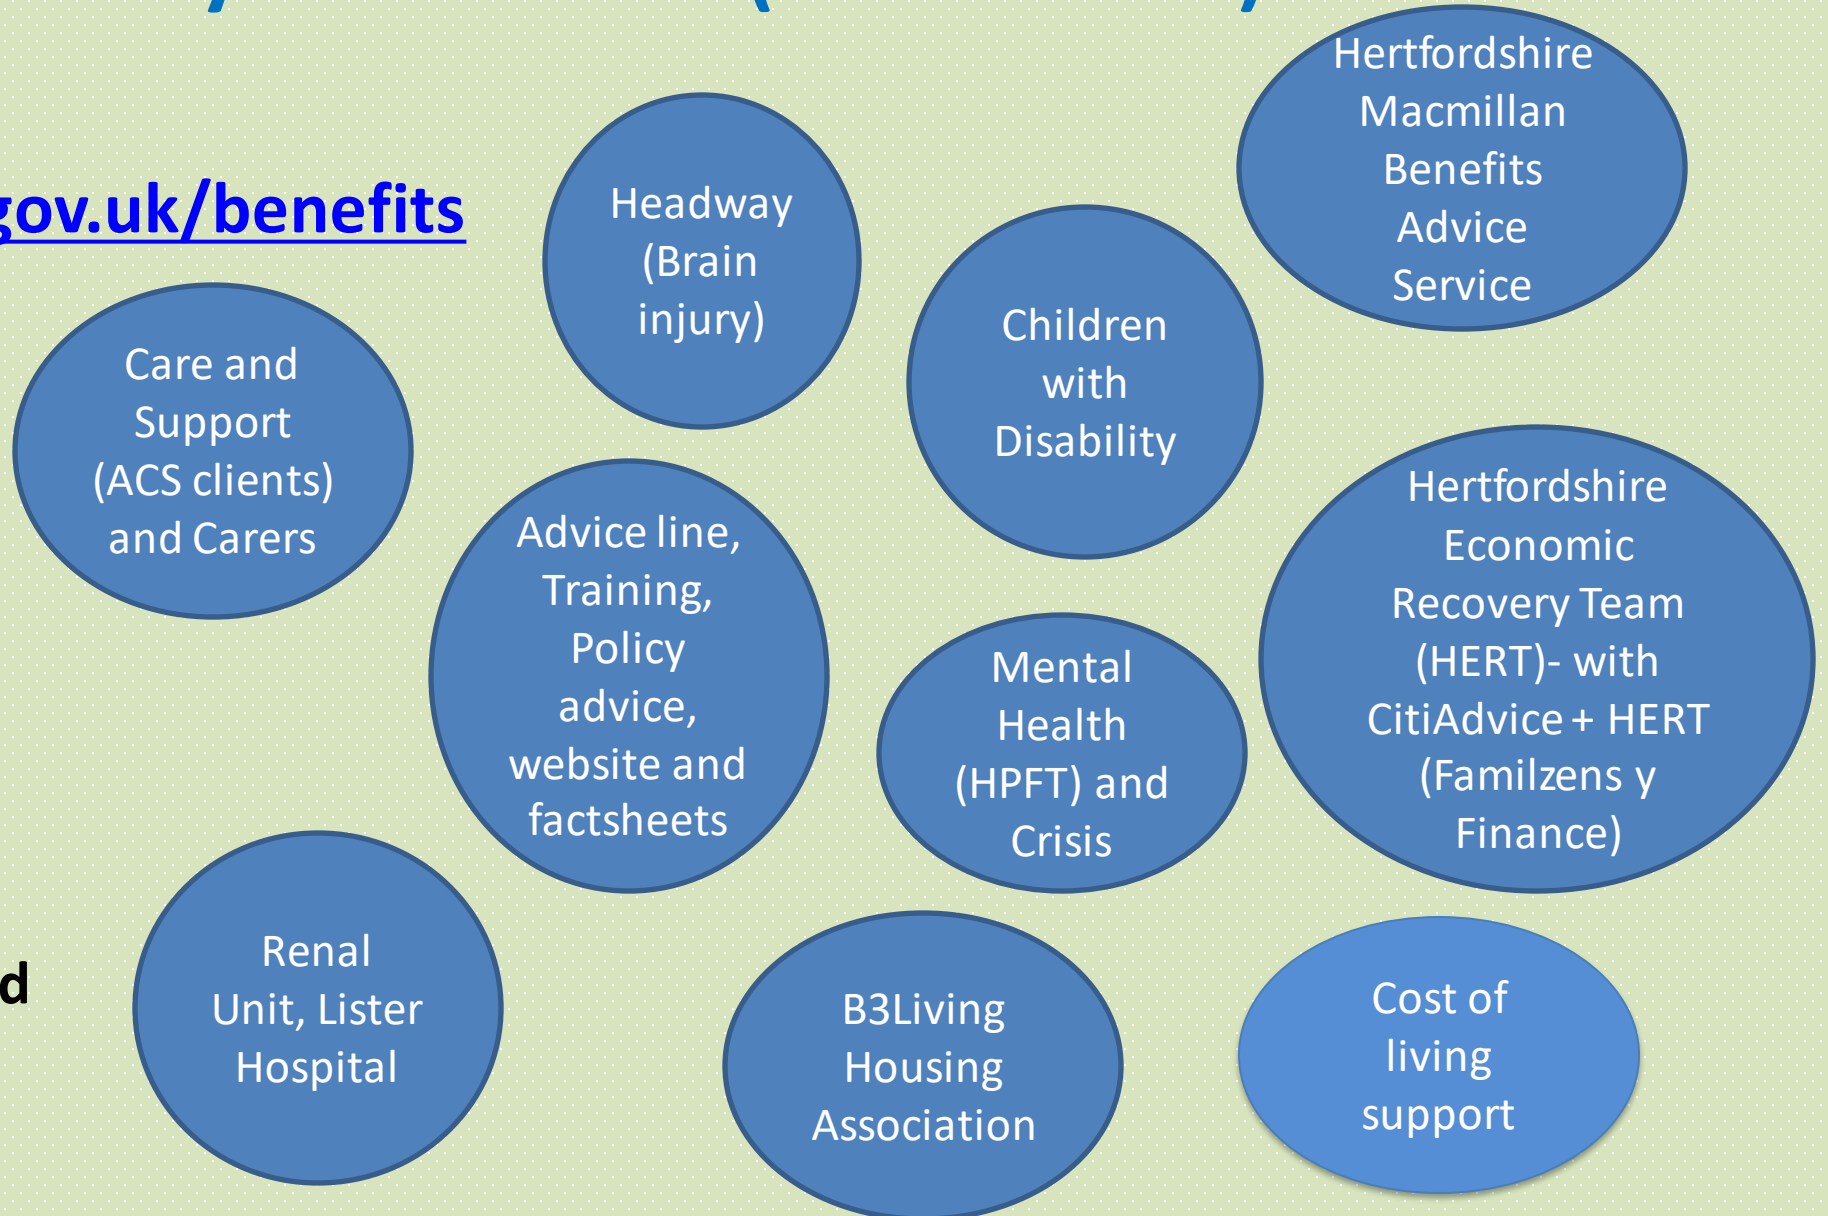 gov.uk/benefits
Hertfordshire
Macmillan
Benefits
Advice
Service
Headway
(Brain
injury)
Children
with
Disability
Care and
Support
(ACS clients)
and Carers
Advice line,
Training,
Policy
advice,
website and
factsheets
Mental
Health
(HPFT) and
Crisis
Hertfordshire
Economic
Recovery Team
(HERT)- with
CitiAdvice + HERT
(Familzens y
Finance)
Renal
Unit, Lister
Hospital
B3Living
Housing
Association
Cost of
living
support